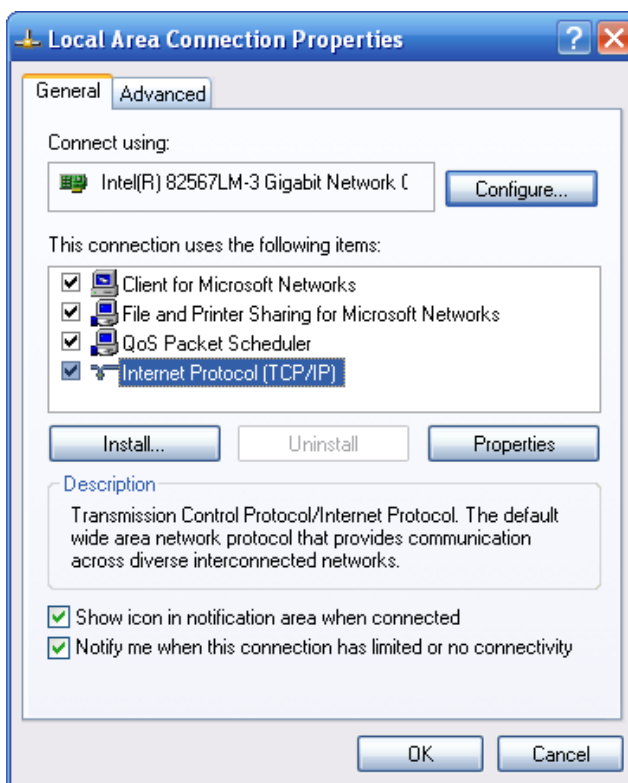 Local Area Connection Properties
General
Advanced
Connect using:
Intel(R) 82567LM-3 Gigabit Network C
Configure...
This connection uses the following items:
Client for Microsoft Networks
File and Printer Sharing for Microsoft Networks
QoS Packet Scheduler
Internet Protocol (TCP/IP)
Install...
Uninstall
Properties
Description
Transmission Control Protocol/Internet Protocol. The default
wide area network protocol that provides communication
across diverse interconnected networks.
Show icon in notification area when connected
Notify me when this connection has limited or no connectivity
OK
Cancel